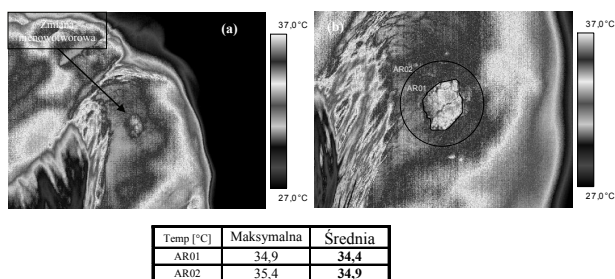 Zmiana
nienowotworowa
(a)
37,0°C
27,0°C
(b)
AR02
AR01
37,0°C
27,0°C
Temp [°C] Maksymalna Średnia
AR01 34,9 34,4
AR02 35,4 34,9